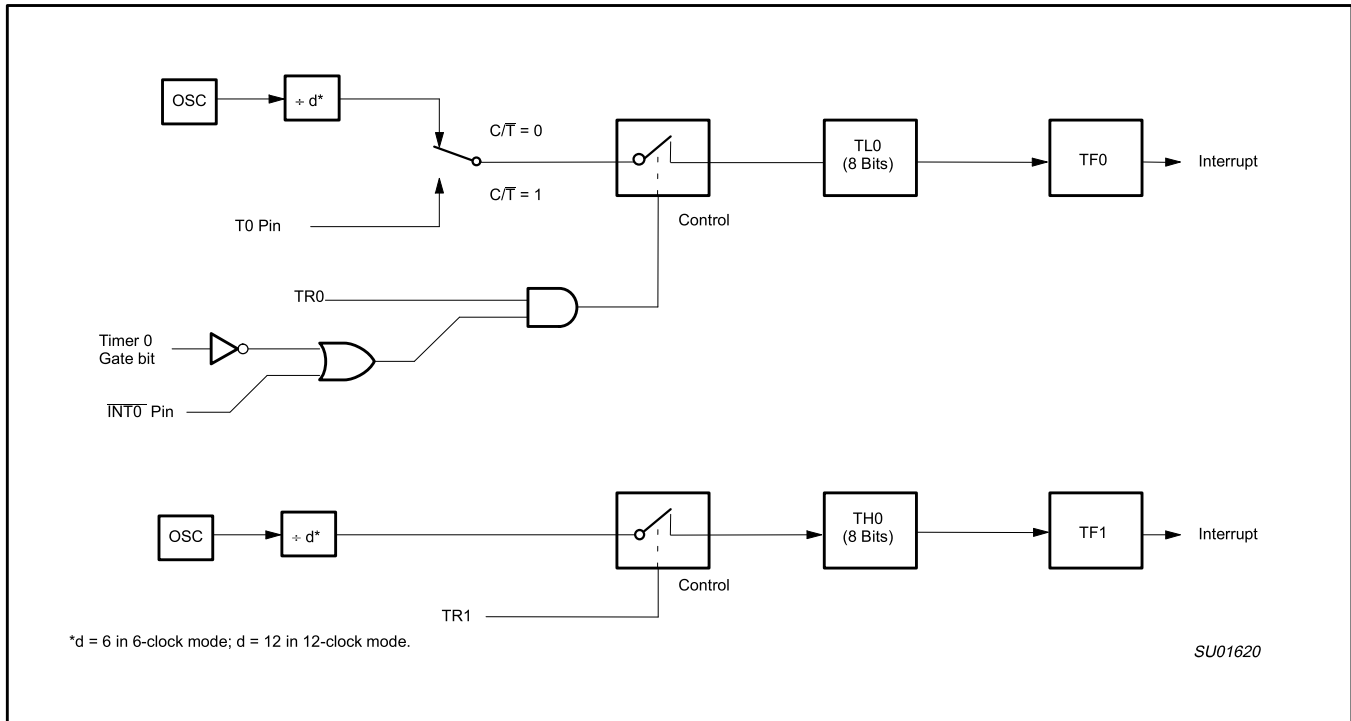 OSC
÷ d*
C/T̅ = 0
C/T̅ = 1
T0 Pin
Control
TL0
(8 Bits)
TF0
Interrupt
TR0
Timer 0
Gate bit
I̅N̅T̅0̅ Pin
OSC
÷ d*
Control
TH0
(8 Bits)
TF1
Interrupt
TR1
*d = 6 in 6-clock mode; d = 12 in 12-clock mode.
SU01620